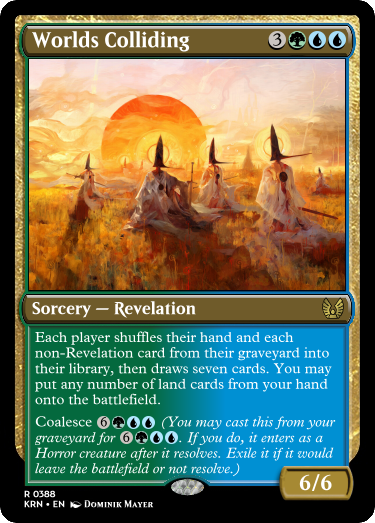 Worlds Colliding 3
Sorcery — Revelation
Each player shuffles their hand and each
non-Revelation card from their graveyard into
their library, then draws seven cards. You may
put any number of land cards from your hand
onto the battlefield.
Coalesce 6 (You may cast this from your
graveyard for 6. If you do, it enters as a
Horror creature after it resolves. Exile it if it would
leave the battlefield or not resolve.)
6/6
R 0388
KRN • EN Dominik Mayer